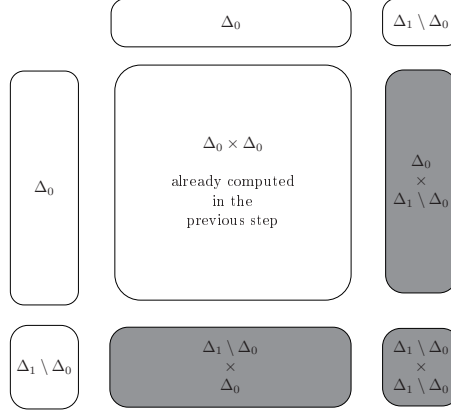 Δ₀
Δ₁ \ Δ₀
Δ₀
Δ₀ × Δ₀
already computed
in the
previous step
Δ₀
×
Δ₁ \ Δ₀
Δ₁ \ Δ₀
Δ₁ \ Δ₀
×
Δ₀
Δ₁ \ Δ₀
×
Δ₁ \ Δ₀